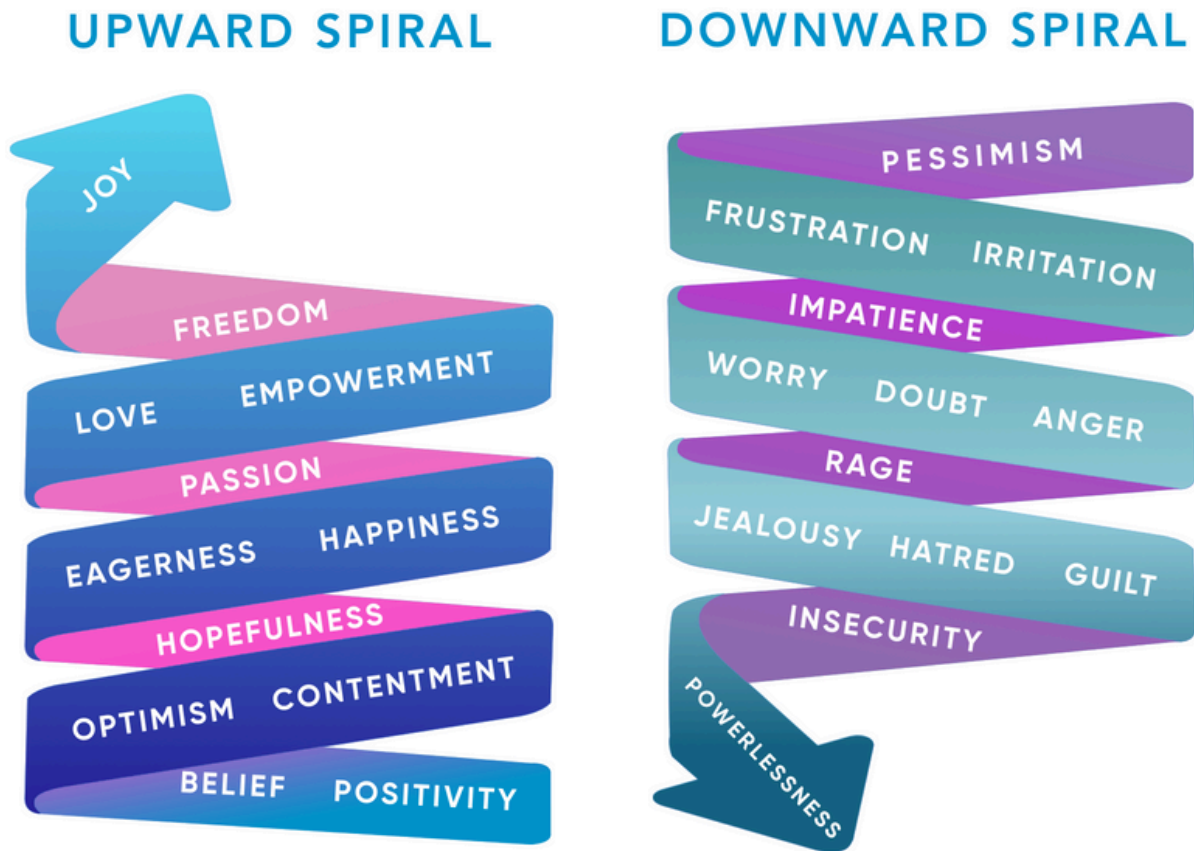 UPWARD SPIRAL
JOY
FREEDOM
LOVE EMPOWERMENT
PASSION
EAGERNESS HAPPINESS
HOPEFULNESS
OPTIMISM CONTENTMENT
BELIEF POSITIVITY
DOWNWARD SPIRAL
PESSIMISM
FRUSTRATION IRRITATION
IMPATIENCE
WORRY DOUBT ANGER
RAGE
JEALOUSY HATRED GUILT
INSECURITY
POWERLESSNESS